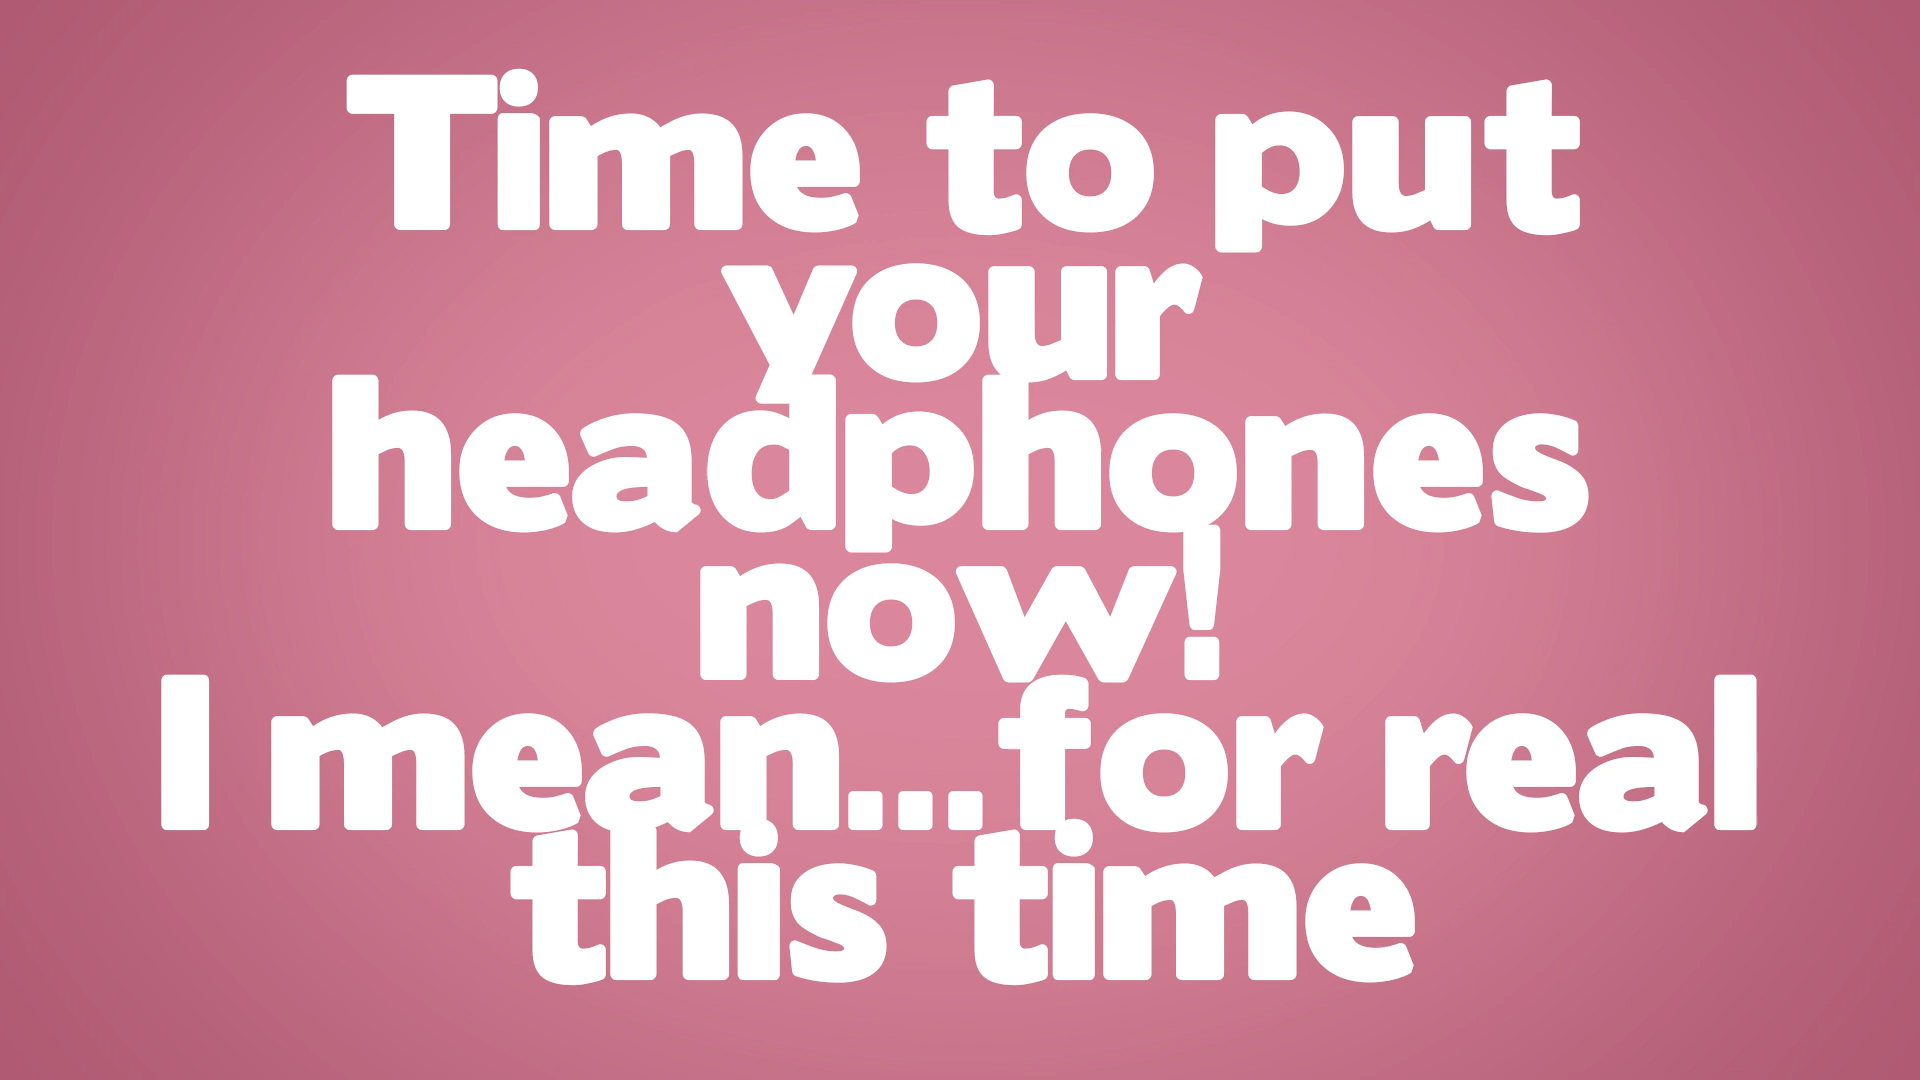 Time to put
your
headphones
now!
I mean...for real
this time